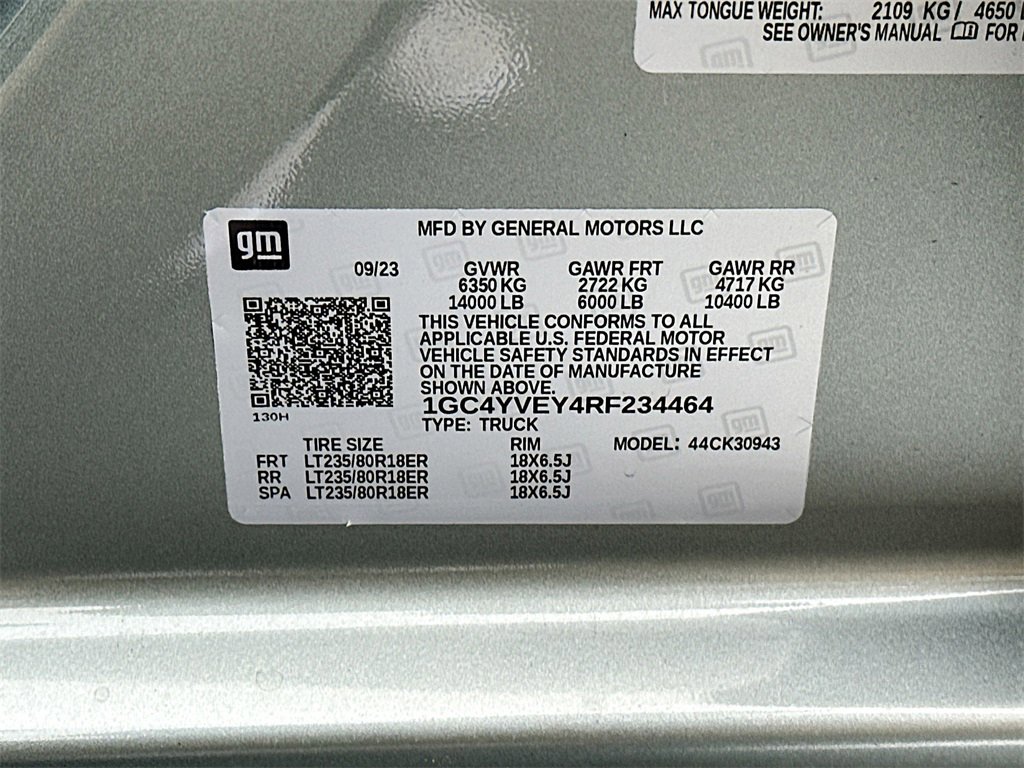 MAX TONGUE WEIGHT: 2109 KG / 4650
SEE OWNER'S MANUAL FOR
gm
MFD BY GENERAL MOTORS LLC
09/23 GVWR GAWR FRT GAWR RR
6350 KG 2722 KG 4717 KG
14000 LB 6000 LB 10400 LB
THIS VEHICLE CONFORMS TO ALL
APPLICABLE U.S. FEDERAL MOTOR
VEHICLE SAFETY STANDARDS IN EFFECT
ON THE DATE OF MANUFACTURE
SHOWN ABOVE.
130H
1GC4YVEY4RF234464
TYPE: TRUCK
TIRE SIZE RIM MODEL: 44CK30943
FRT LT235/80R18ER 18X6.5J
RR LT235/80R18ER 18X6.5J
SPA LT235/80R18ER 18X6.5J